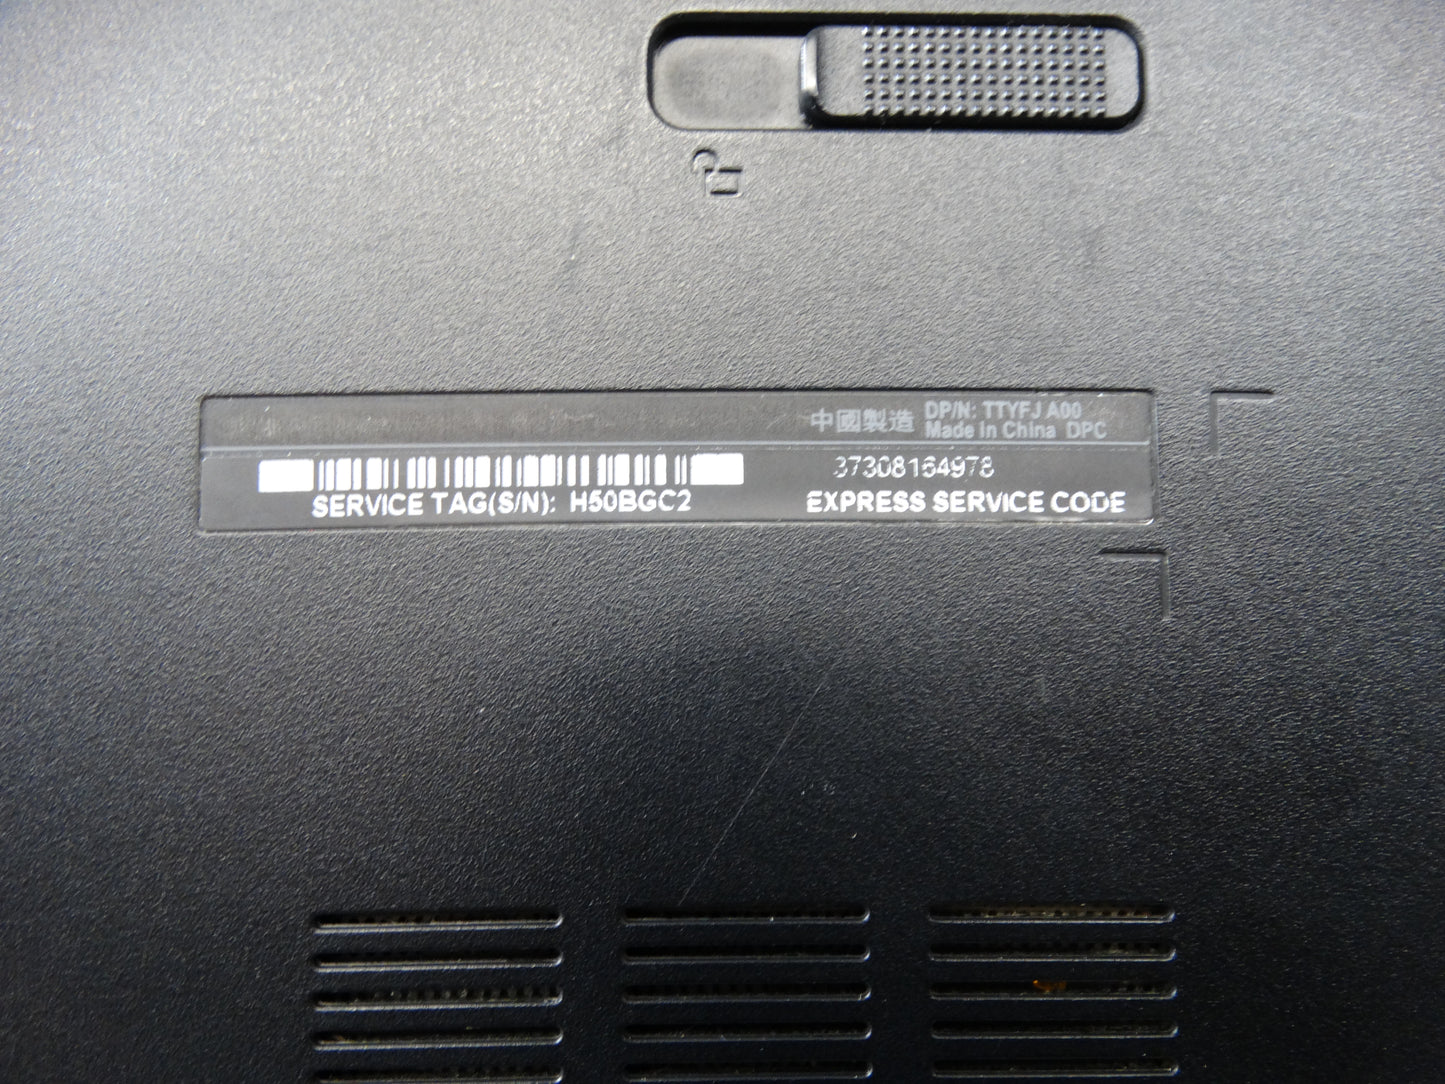 中國製造
DP/N: TTYFJ A00
Made in China DPC
37308164978
SERVICE TAG(S/N): H50BGC2
EXPRESS SERVICE CODE